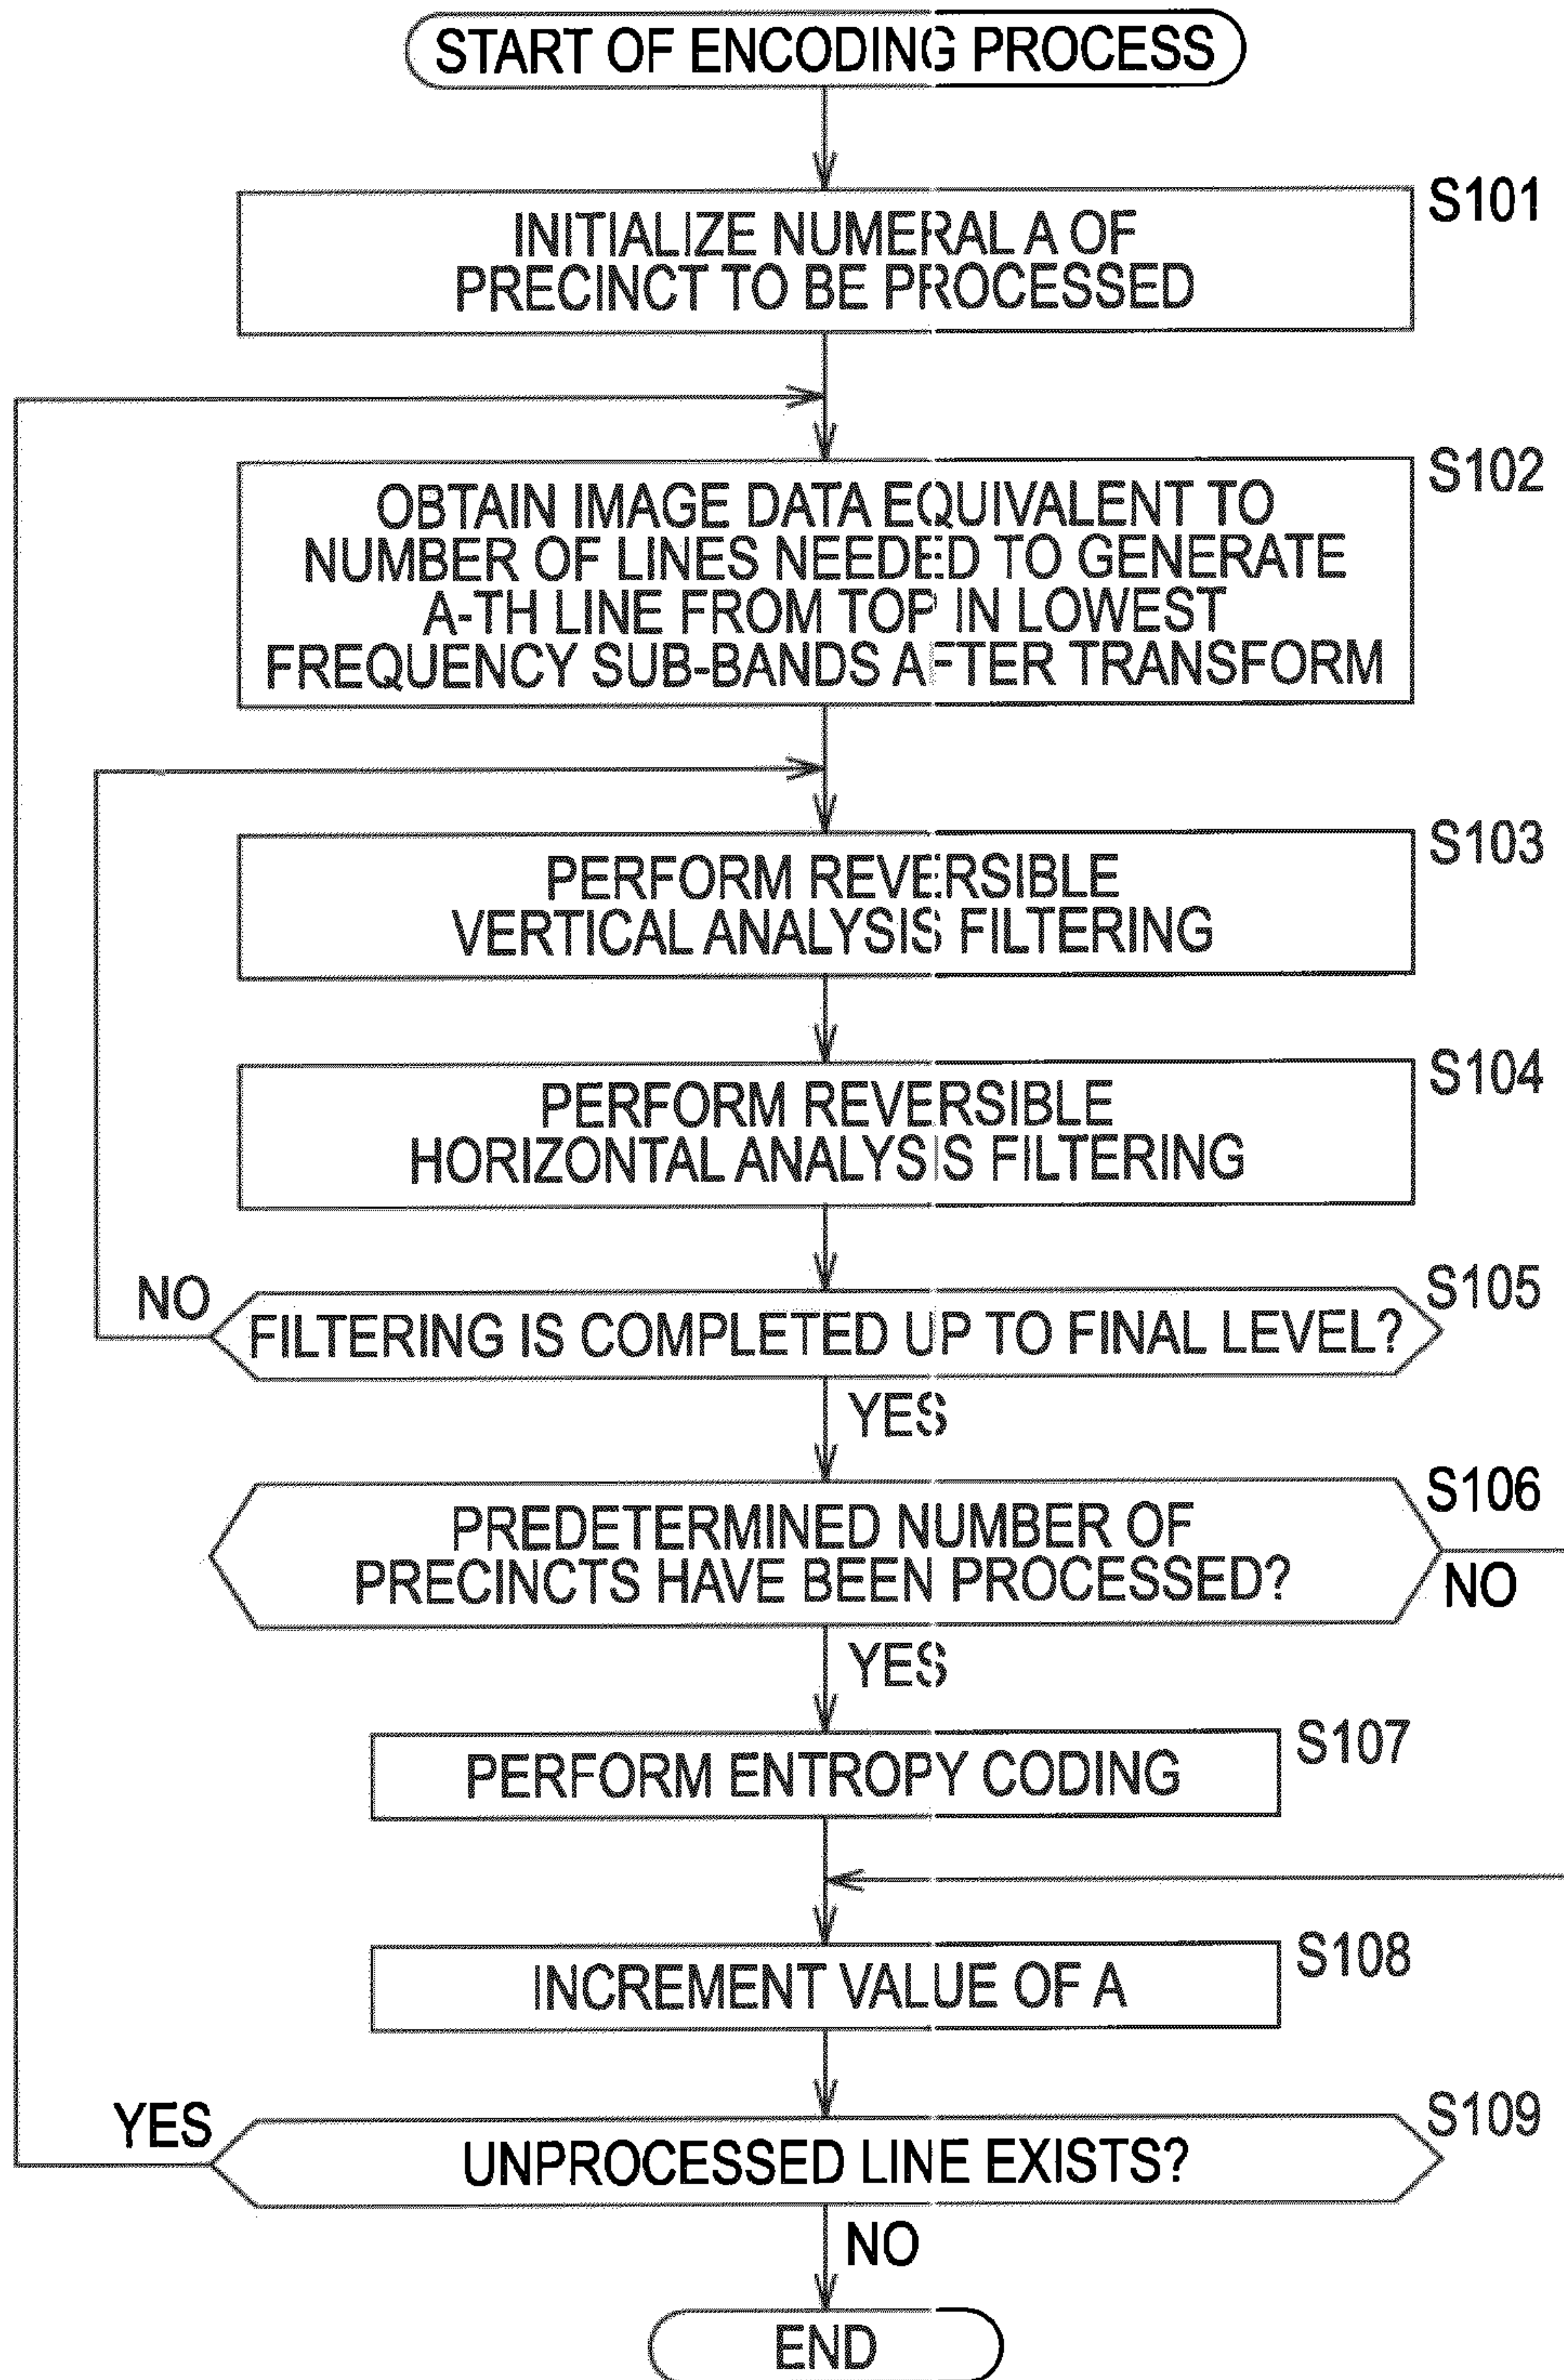 START OF ENCODING PROCESS
S101
INITIALIZE NUMERAL A OF
PRECINCT TO BE PROCESSED
S102
OBTAIN IMAGE DATA EQUIVALENT TO
NUMBER OF LINES NEEDED TO GENERATE
A-TH LINE FROM TOP IN LOWEST
FREQUENCY SUB-BANDS AFTER TRANSFORM
S103
PERFORM REVERSIBLE
VERTICAL ANALYSIS FILTERING
S104
PERFORM REVERSIBLE
HORIZONTAL ANALYSIS FILTERING
S105
NO
FILTERING IS COMPLETED UP TO FINAL LEVEL?
YES
S106
PREDETERMINED NUMBER OF
PRECINCTS HAVE BEEN PROCESSED?
NO
YES
S107
PERFORM ENTROPY CODING
S108
INCREMENT VALUE OF A
S109
YES
UNPROCESSED LINE EXISTS?
NO
END